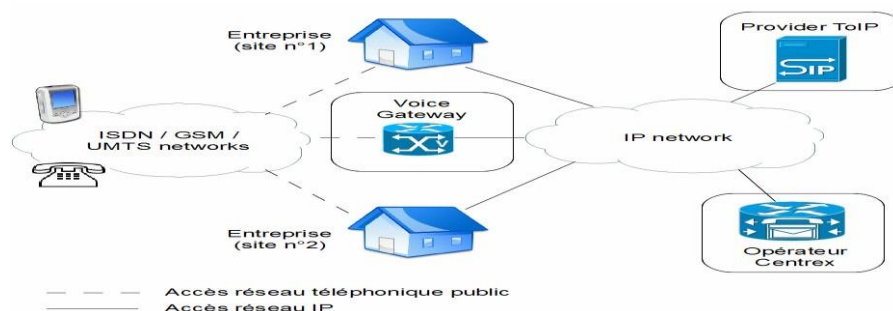 Entreprise
(site n°1)
Provider ToIP
SIP
Voice
Gateway
V
ISDN / GSM /
UMTS networks
IP network
Entreprise
(site n°2)
Opérateur
Centrex
Accès réseau téléphonique public
Accès réseau IP